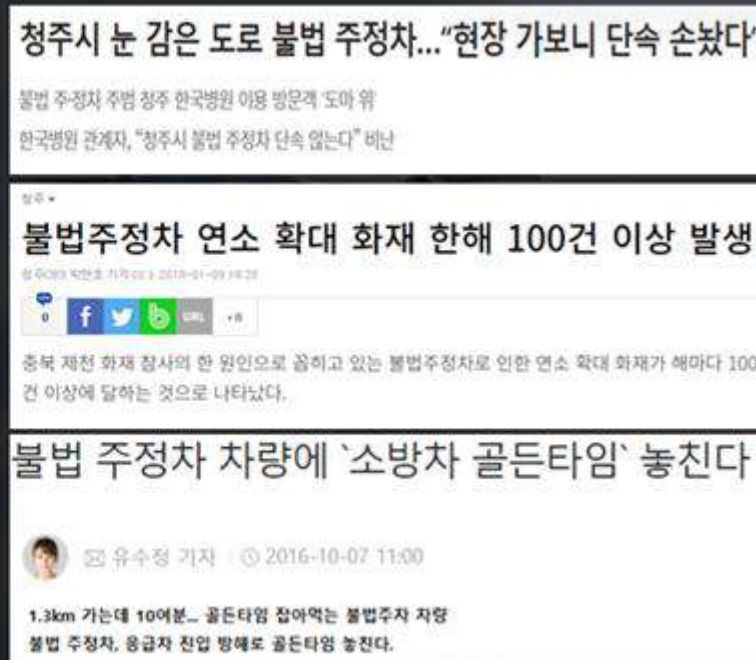 청주시 눈 감은 도로 불법 주정차...“현장 가보니 단속 손놨다”
불법 주·정차 주범 청주 한국병원 이용 방문객 '도마 위'
한국병원 관계자, “청주시 불법 주정차 단속 않는다” 비난
청주
불법주정차 연소 확대 화재 한해 100건 이상 발생
0 f URL +8
충북 제천 화재 참사의 한 원인으로 꼽히고 있는 불법주정차로 인한 연소 확대 화재가 해마다 100
건 이상에 달하는 것으로 나타났다.
불법 주정차 차량에 `소방차 골든타임` 놓친다
유수정 기자 2016-10-07 11:00
1.3km 가는데 10여분... 골든타임 잡아먹는 불법주차 차량
불법 주정차, 응급차 진입 방해로 골든타임 놓친다.